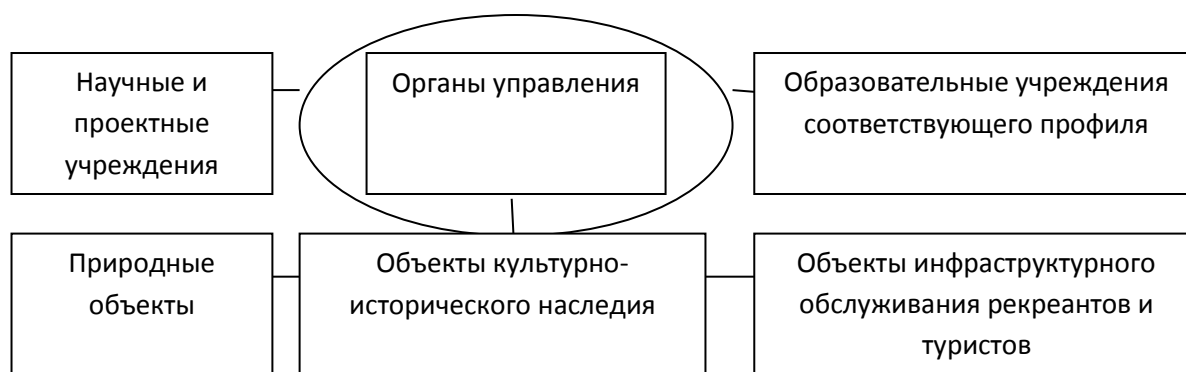 Научные и
проектные
учреждения
Органы управления
Образовательные учреждения
соответствующего профиля
Природные
объекты
Объекты культурно-
исторического наследия
Объекты инфраструктурного
обслуживания рекреантов и
туристов